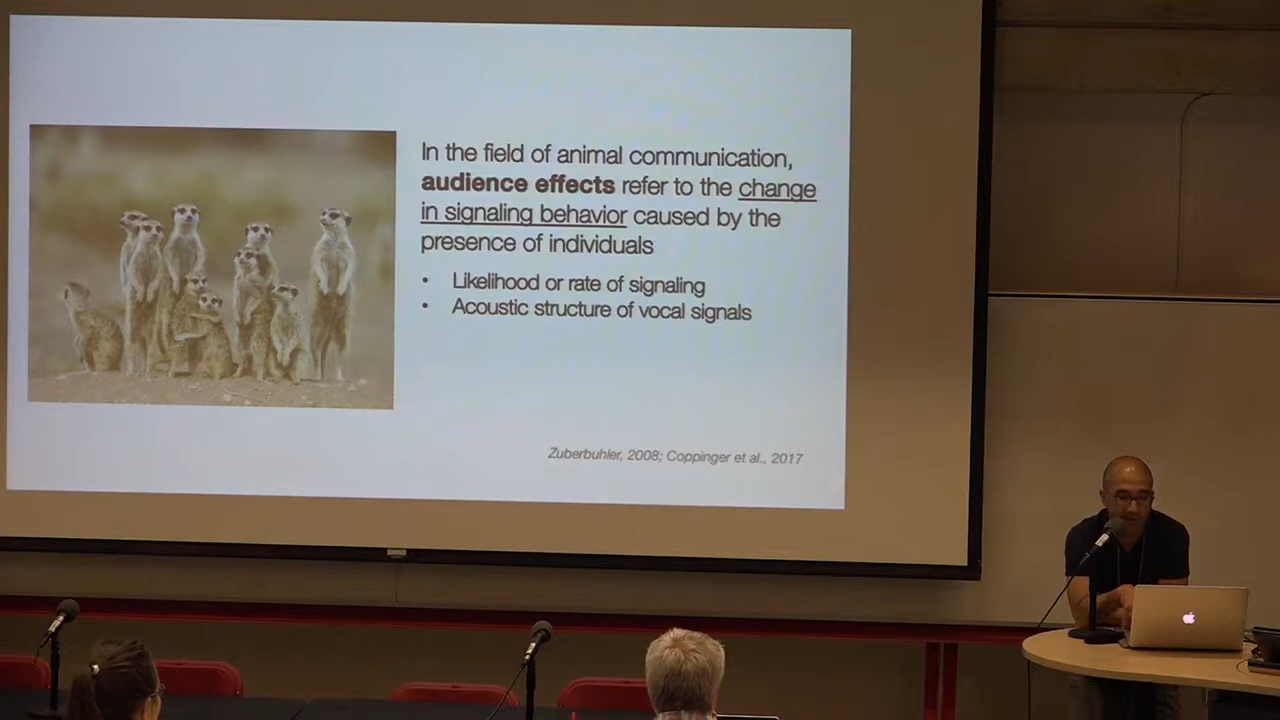 In the field of animal communication,
audience effects refer to the change
in signaling behavior caused by the
presence of individuals
• Likelihood or rate of signaling
• Acoustic structure of vocal signals
Zuberbuhler, 2008; Coppinger et al., 2017